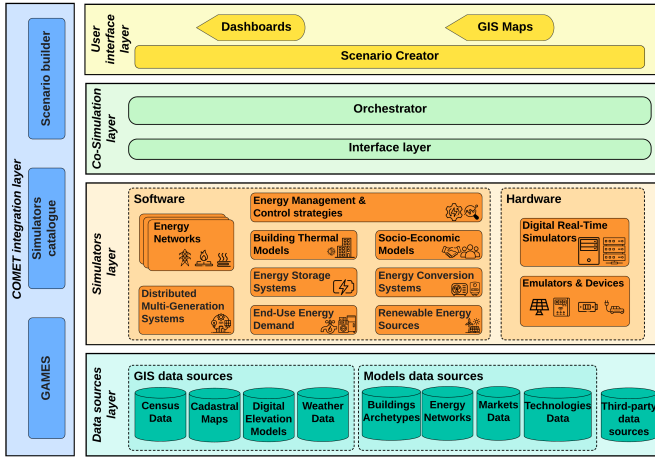 COMET integration layer
Scenario builder
Simulators
catalogue
GAMES
User
interface
layer
Dashboards
GIS Maps
Scenario Creator
Co-Simulation
layer
Orchestrator
Interface layer
Simulators
layer
Software
Energy
Networks
Distributed
Multi-Generation
Systems
Energy Management &
Control strategies
Building Thermal
Models
Socio-Economic
Models
Energy Storage
Systems
Energy Conversion
Systems
End-Use Energy
Demand
Renewable Energy
Sources
Hardware
Digital Real-Time
Simulators
Emulators & Devices
Data sources
layer
GIS data sources
Census
Data
Cadastral
Maps
Digital
Elevation
Models
Weather
Data
Models data sources
Buildings
Archetypes
Energy
Networks
Markets
Data
Technologies
Data
Third-party
data
sources